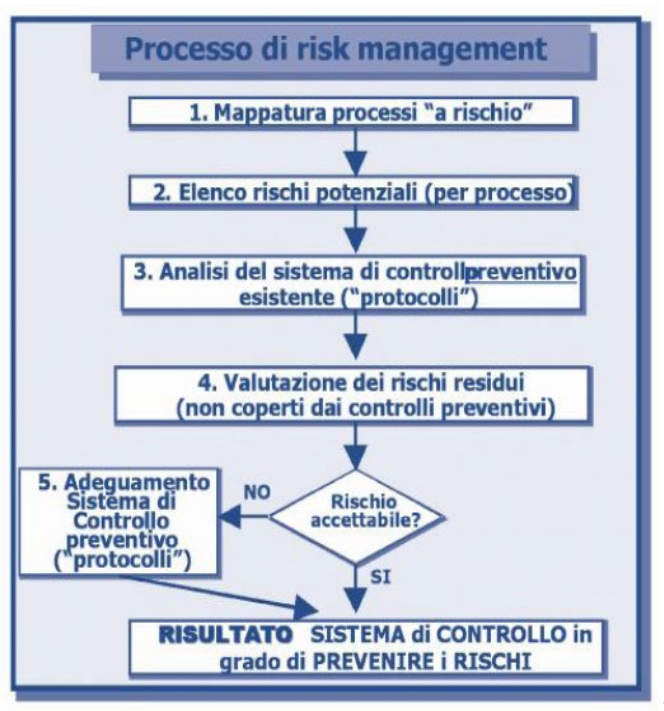 Processo di risk management
1. Mappatura processi “a rischio”
2. Elenco rischi potenziali (per processo)
3. Analisi del sistema di controllpreventivo
esistente (“protocolli”)
4. Valutazione dei rischi residui
(non coperti dai controlli preventivi)
Rischio
accettabile?
NO
5. Adeguamento
Sistema di
Controllo
preventivo
(“protocolli”)
SI
RISULTATO SISTEMA di CONTROLLO in
grado di PREVENIRE i RISCHI